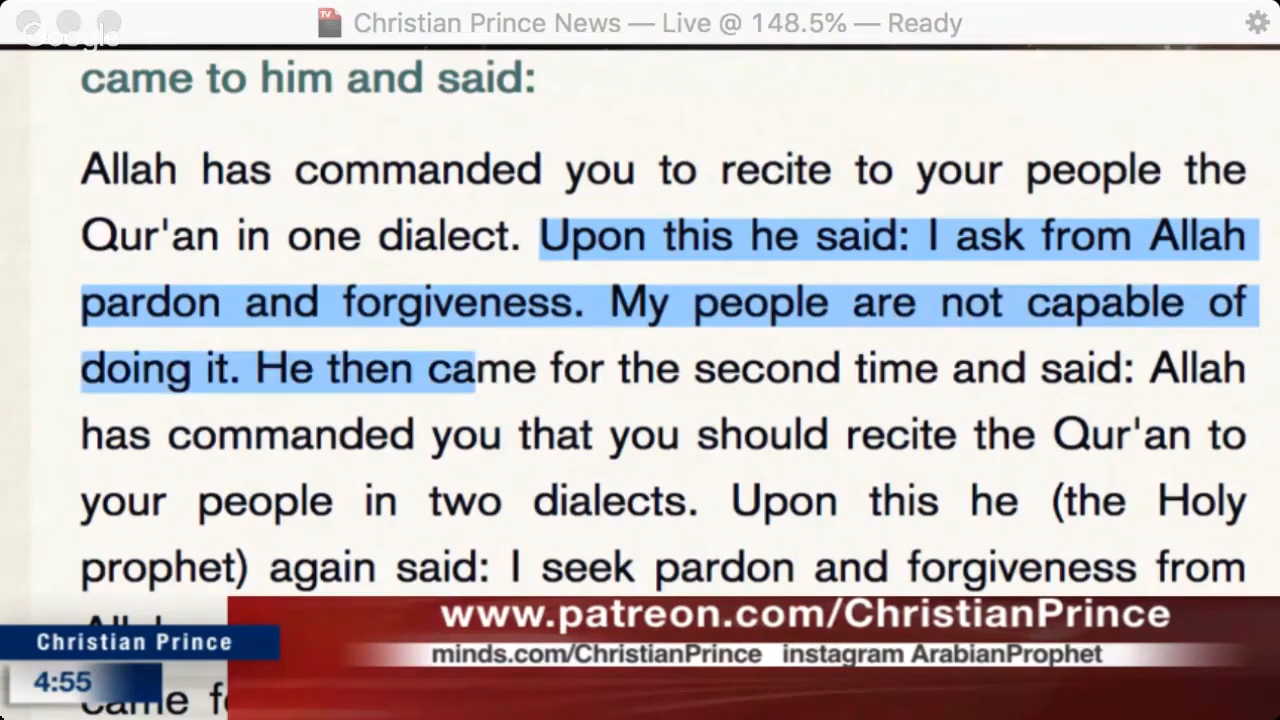 Christian Prince News — Live @ 148.5% — Ready
Google
came to him and said:
Allah has commanded you to recite to your people the
Qur'an in one dialect. Upon this he said: I ask from Allah
pardon and forgiveness. My people are not capable of
doing it. He then came for the second time and said: Allah
has commanded you that you should recite the Qur'an to
your people in two dialects. Upon this he (the Holy
prophet) again said: I seek pardon and forgiveness from
came
www.patreon.com/ChristianPrince
minds.com/ChristianPrince instagram ArabianProphet
Christian Prince
4:55